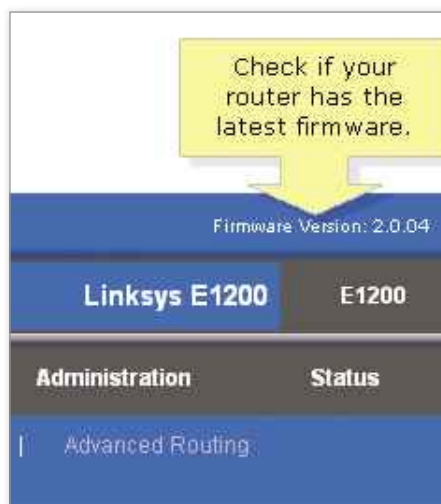 Check if your
router has the
latest firmware.
Firmware Version: 2.0.04
Linksys E1200 E1200
Administration Status
| Advanced Routing